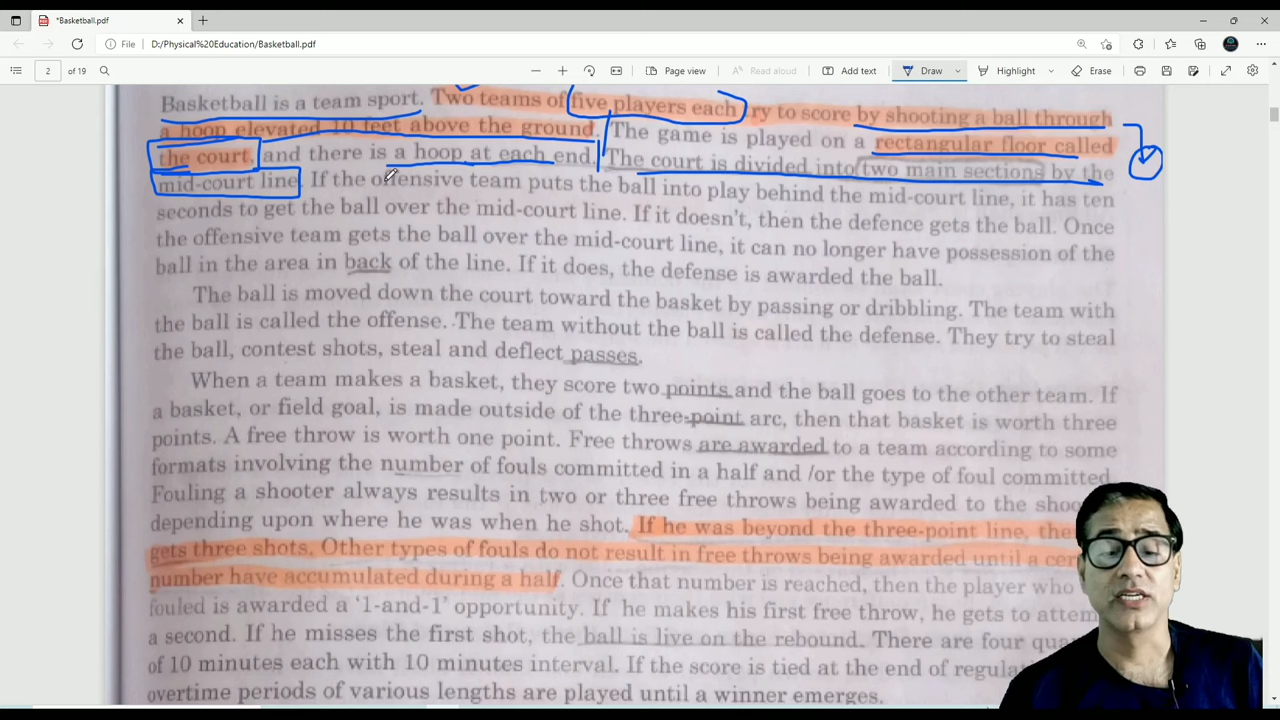 *Basketball.pdf
File D:/Physical%20Education/Basketball.pdf
2 of 19 Page view Read aloud Add text Draw Highlight Erase
Basketball is a team sport. Two teams of five players each ry to score by shooting a ball through
a hoop elevated 10 feet above the ground. The game is played on a rectangular floor called
the court, and there is a hoop at each end. The court is divided into two main sections by the
mid-court line. If the offensive team puts the ball into play behind the mid-court line, it has ten
seconds to get the ball over the mid-court line. If it doesn't, then the defence gets the ball. Once
the offensive team gets the ball over the mid-court line, it can no longer have possession of the
ball in the area in back of the line. If it does, the defense is awarded the ball.
The ball is moved down the court toward the basket by passing or dribbling. The team with
the ball is called the offense. The team without the ball is called the defense. They try to steal
the ball, contest shots, steal and deflect passes.
When a team makes a basket, they score two points and the ball goes to the other team. If
a basket, or field goal, is made outside of the three-point arc, then that basket is worth three
points. A free throw is worth one point. Free throws are awarded to a team according to some
formats involving the number of fouls committed in a half and /or the type of foul committed.
Fouling a shooter always results in two or three free throws being awarded to the shoo
depending upon where he was when he shot. If he was beyond the three-point line, the
gets three shots. Other types of fouls do not result in free throws being awarded until a cer
number have accumulated during a half. Once that number is reached, then the player who
fouled is awarded a '1-and-1' opportunity. If he makes his first free throw, he gets to attem
a second. If he misses the first shot, the ball is live on the rebound. There are four qua
of 10 minutes each with 10 minutes interval. If the score is tied at the end of regula
overtime periods of various lengths are played until a winner emerges.